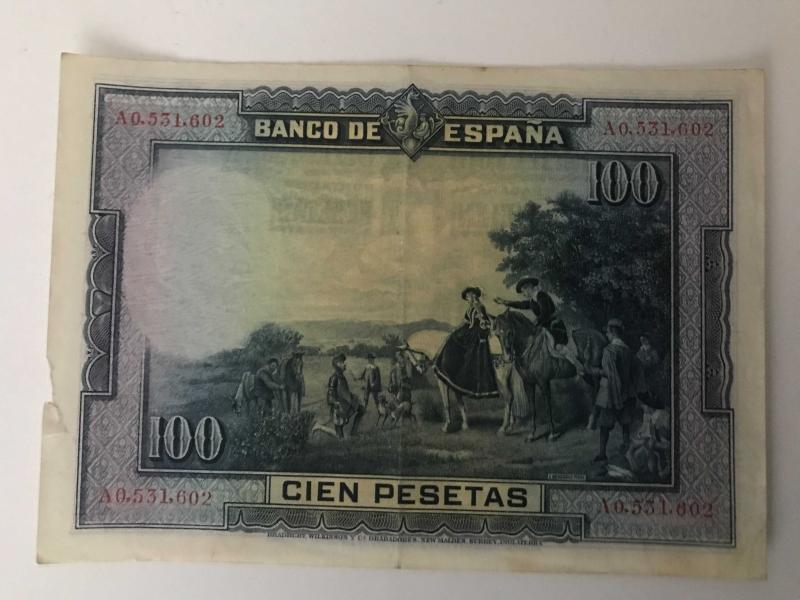 A0,531,602
A0,531,602
BANCO DE ESPAÑA
100
100
A0,531,602
CIEN PESETAS
A0,531,602
BRADBURY, WILKINSON Y Cª GRABADORES, NEW MALDEN, SURREY, INGLATERRA